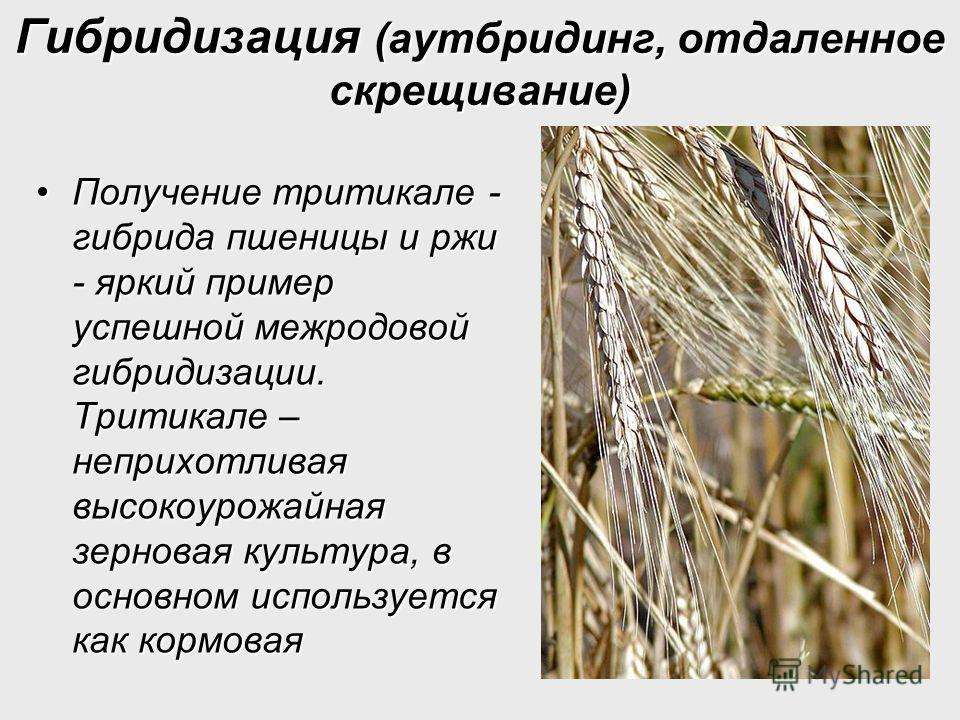 Гибридизация (аутбридинг, отдаленное
скрещивание)
• Получение тритикале -
гибрида пшеницы и ржи
- яркий пример
успешной межродовой
гибридизации.
Тритикале –
неприхотливая
высокоурожайная
зерновая культура, в
основном используется
как кормовая
MyShared